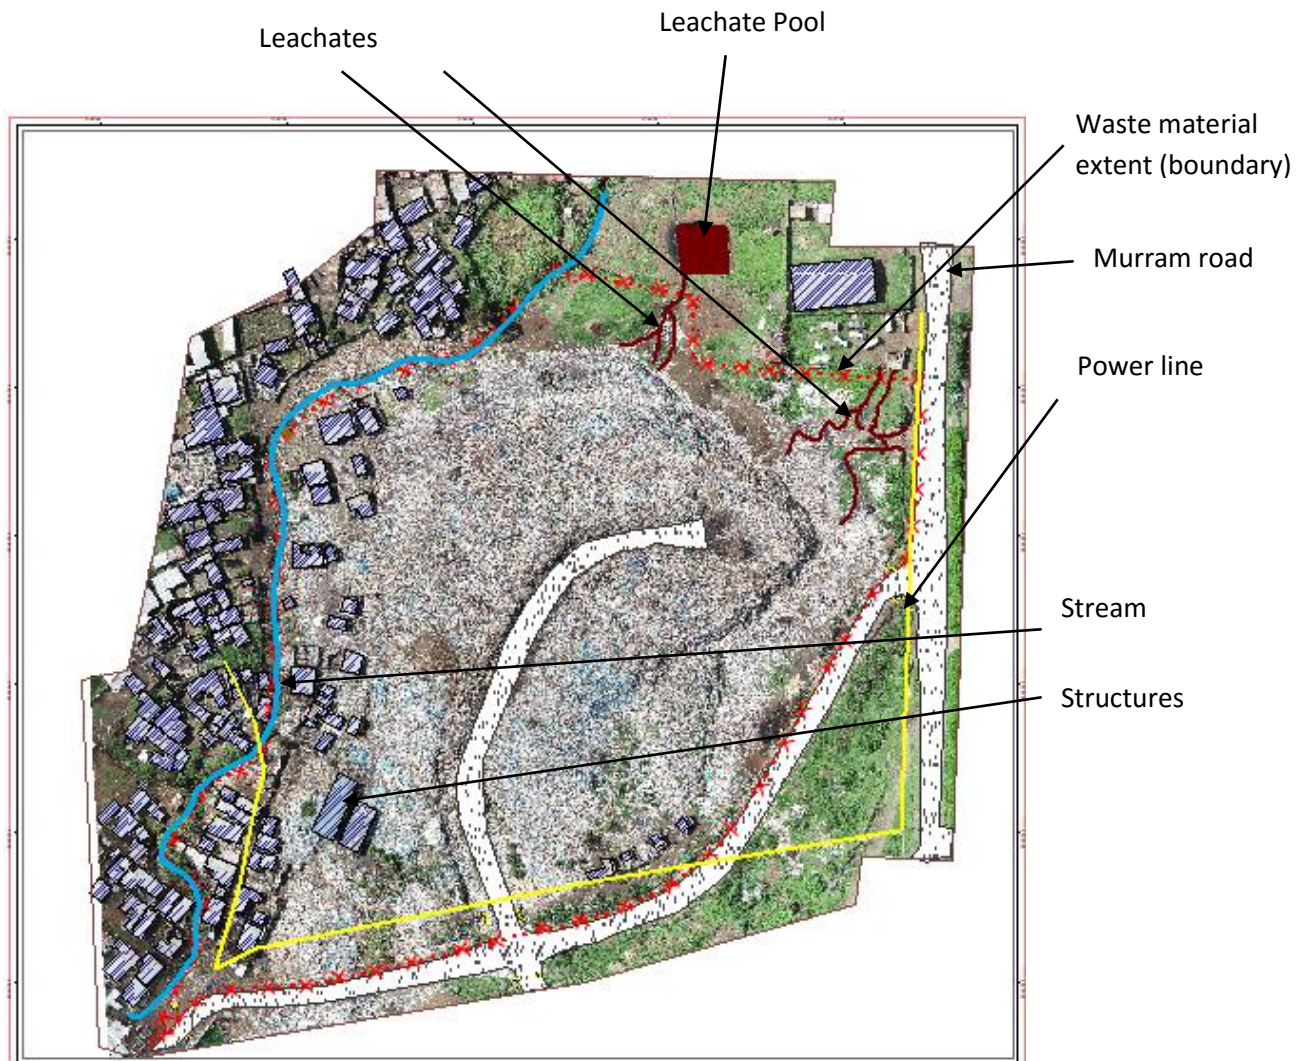 Leachate Pool
Leachates
Waste material
extent (boundary)
Murram road
Power line
Stream
Structures